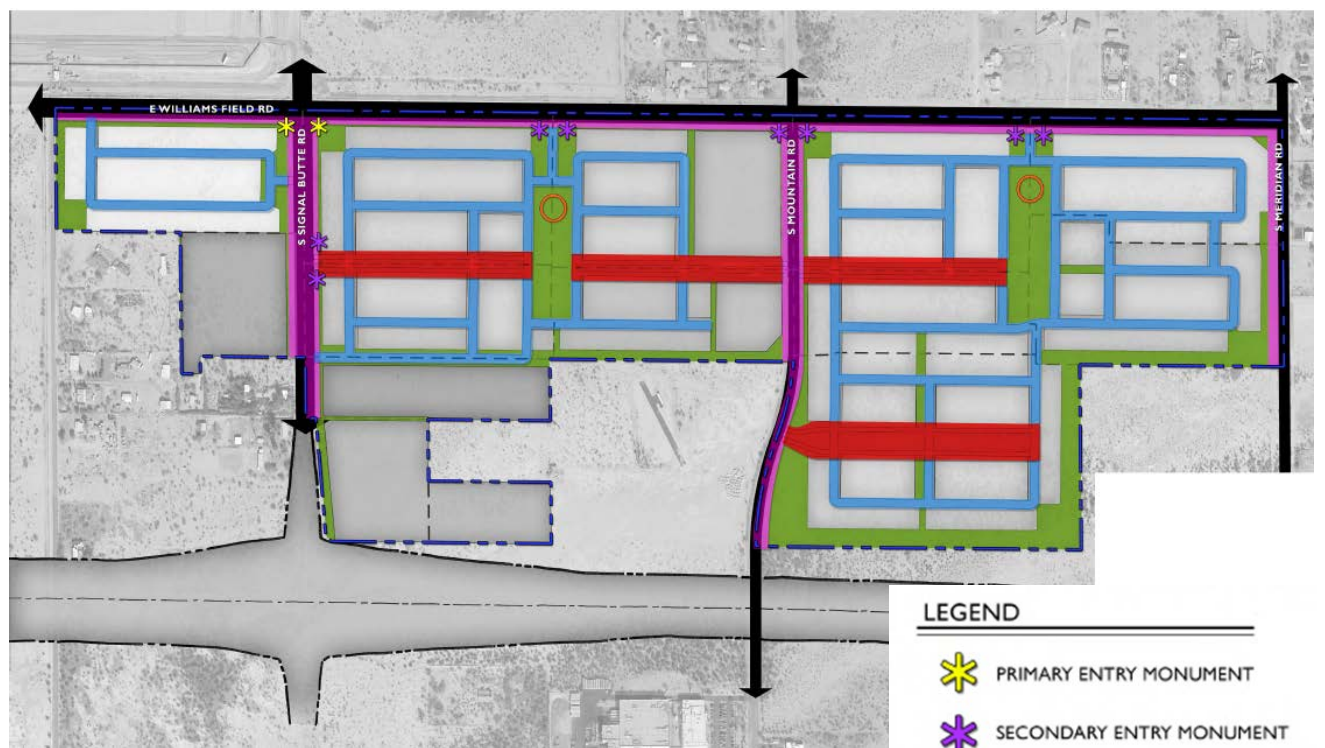 E WILLIAMS FIELD RD
S SIGNAL BUTTE RD
S MOUNTAIN RD
S MERIDIAN RD
LEGEND
PRIMARY ENTRY MONUMENT
SECONDARY ENTRY MONUMENT